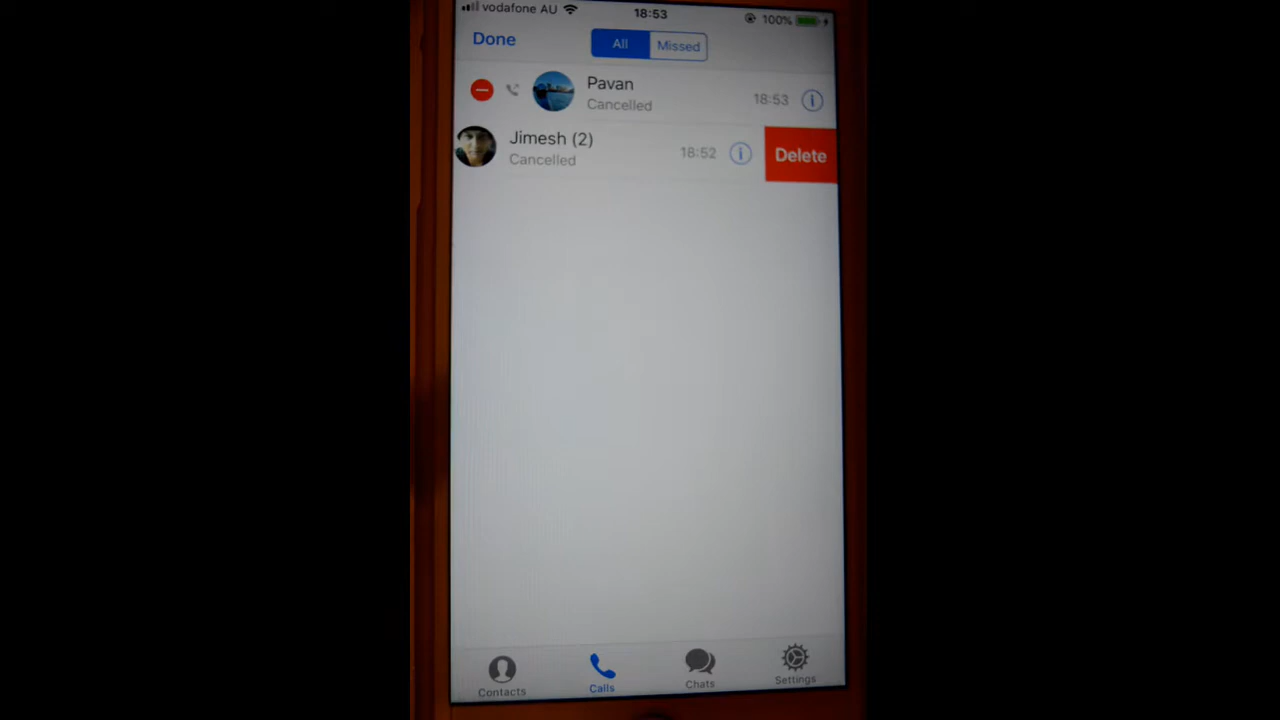 vodafone AU 18:53 100%
Done All Missed
Pavan
Cancelled 18:53
Jimesh (2)
Cancelled 18:52 Delete
Contacts Calls Chats Settings